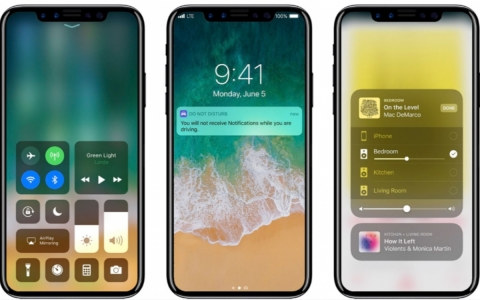 Green Light
AirPlay
Mirroring
LTE
100%
9:41
Monday, June 5
DO NOT DISTURB
You will not receive Notifications while you are
driving.
BEDROOM
On the Level
Mac DeMarco
iPhone
Bedroom
Kitchen
Living Room
KITCHEN + LIVING ROOM
How it Left
Violents & Monica Martin